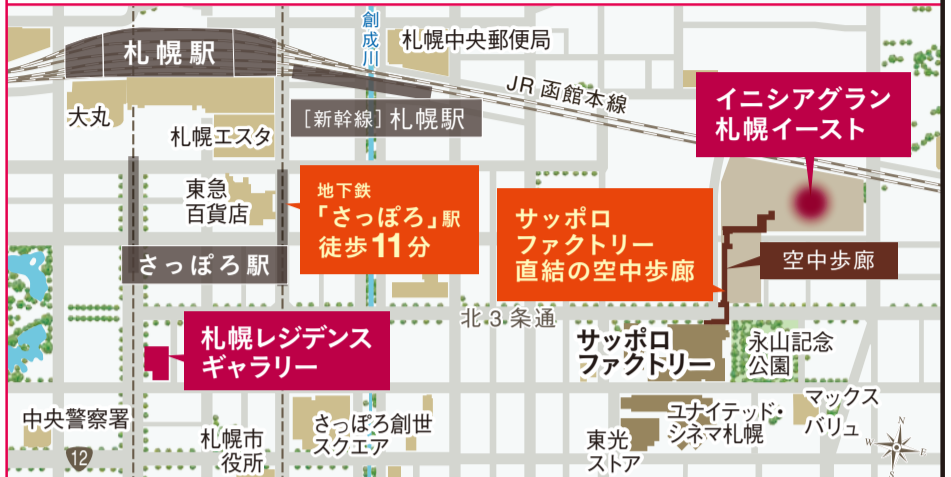 札幌駅
創成川
札幌中央郵便局
JR函館本線
[新幹線]札幌駅
大丸
札幌エスタ
イニシアグラン
札幌イースト
東急
百貨店
地下鉄
「さっぽろ」駅
徒歩11分
サッポロ
ファクトリー
直結の空中歩廊
空中歩廊
さっぽろ駅
北3条通
札幌レジデンス
ギャラリー
サッポロ
ファクトリー
永山記念
公園
中央警察署
12
札幌市
役所
さっぽろ創世
スクエア
東光
ストア
ユナイテッド・
シネマ札幌
マックス
バリュ
N
W
E
S